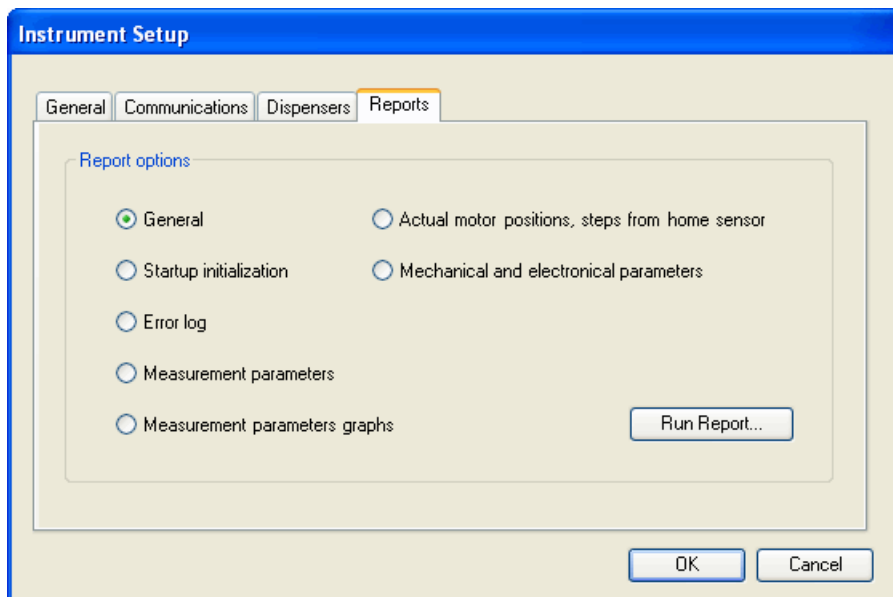 Instrument Setup
General Communications Dispensers Reports
Report options
General
Actual motor positions, steps from home sensor
Startup initialization
Mechanical and electronical parameters
Error log
Measurement parameters
Measurement parameters graphs
Run Report...
OK Cancel